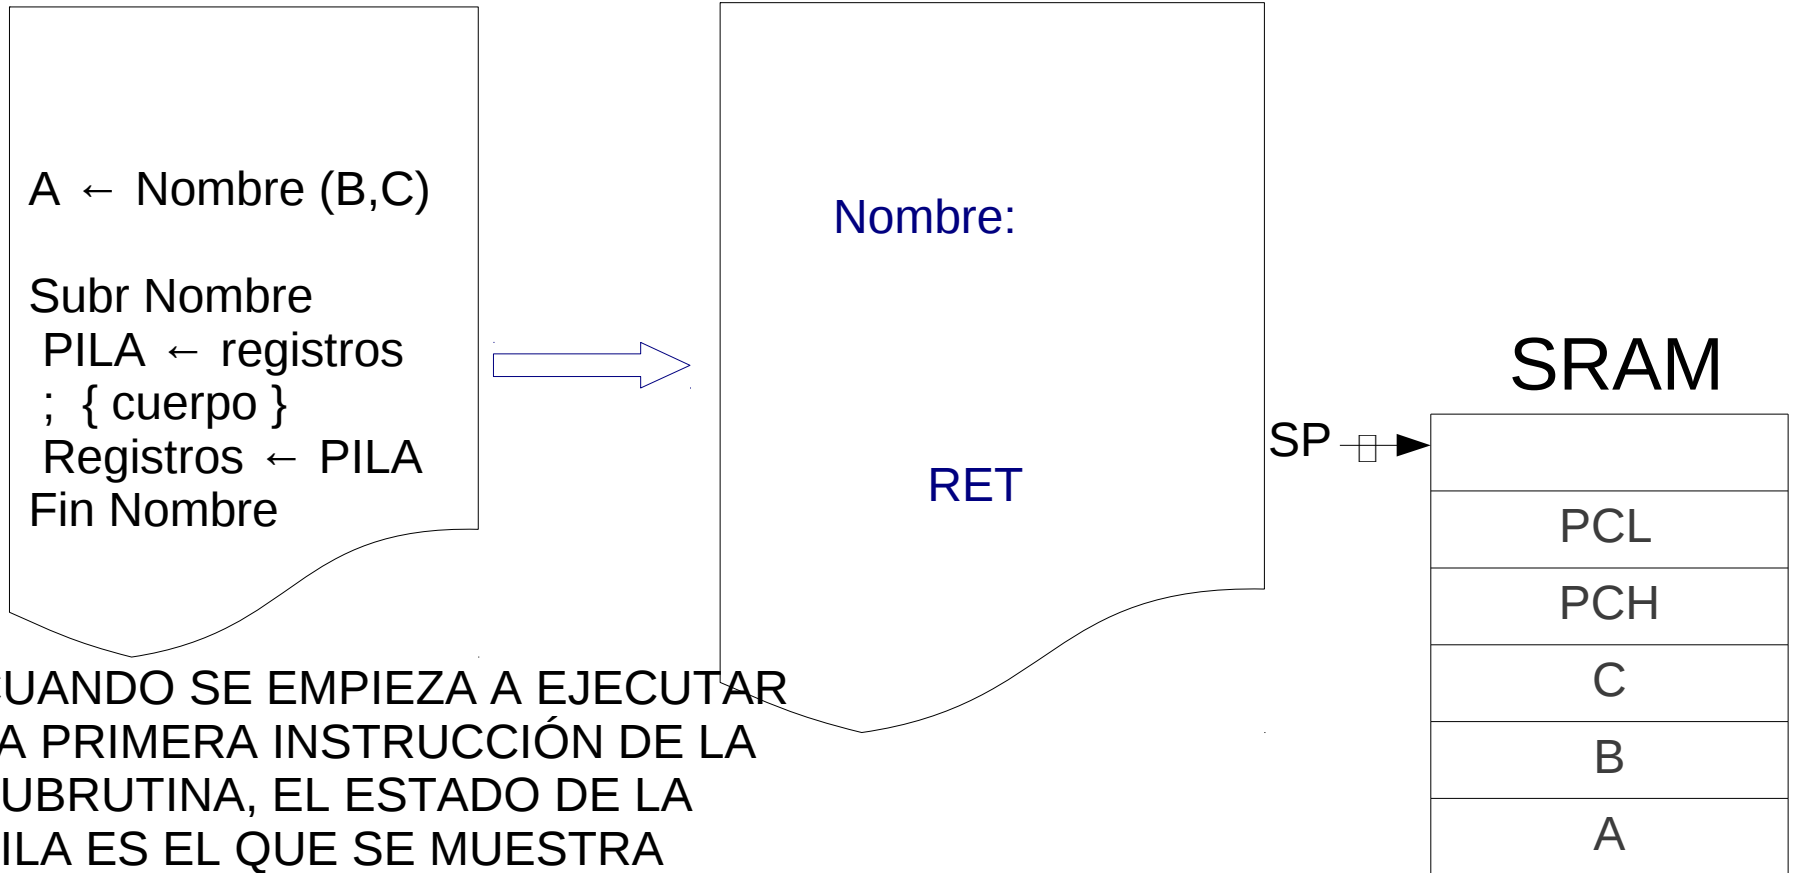 A ← Nombre (B,C)
Subr Nombre
PILA ← registros
; { cuerpo }
Registros ← PILA
Fin Nombre
Nombre:
RET
SP
SRAM
PCL
PCH
C
B
A
CUANDO SE EMPIEZA A EJECUTAR
A PRIMERA INSTRUCCIÓN DE LA
UBRUTINA, EL ESTADO DE LA
ILA ES EL QUE SE MUESTRA